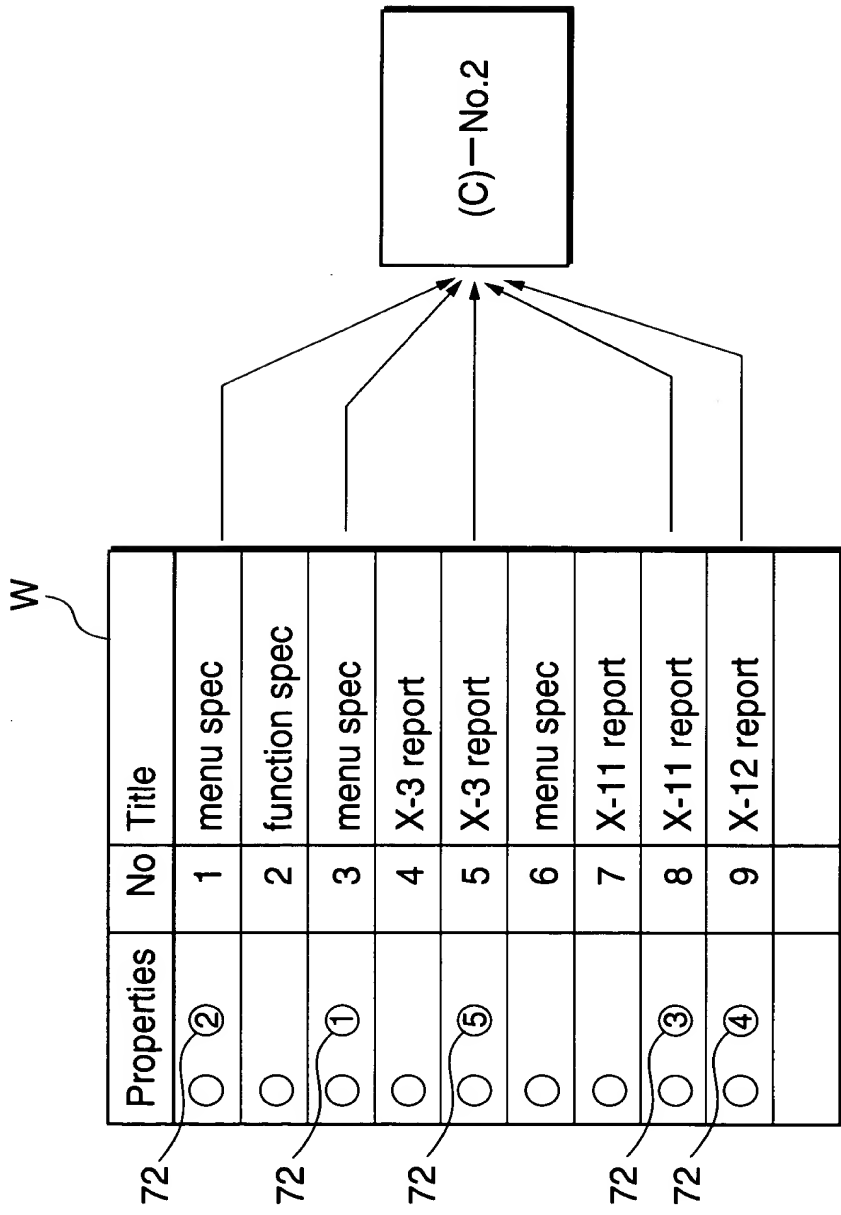 W
Properties No Title
72 ② 1 menu spec
2 function spec
72 ① 3 menu spec
4 X-3 report
72 ⑤ 5 X-3 report
6 menu spec
7 X-11 report
72 ③ 8 X-11 report
72 ④ 9 X-12 report
(C)—No.2